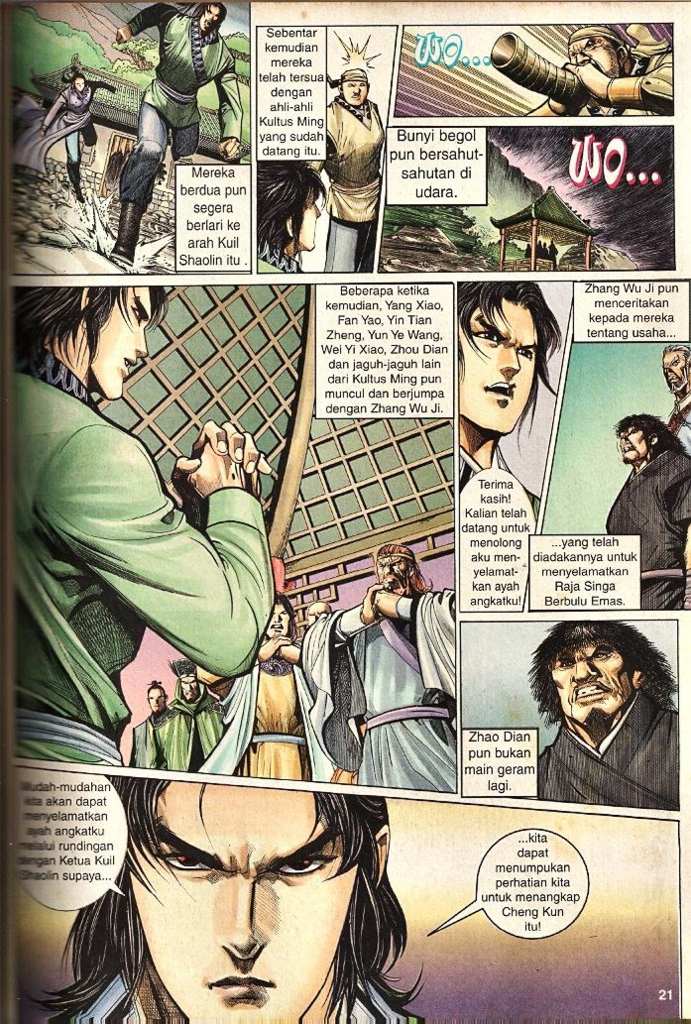 Mereka
berdua pun
segera
berlari ke
arah Kuil
Shaolin itu .
Sebentar
kemudian
mereka
telah tersua
dengan
ahli-ahli
Kultus Ming
yang sudah
datang itu.
WO...
Bunyi begol
pun bersahut-
sahutan di
udara.
WO...
Beberapa ketika
kemudian, Yang Xiao,
Fan Yao, Yin Tian
Zheng, Yun Ye Wang,
Wei Yi Xiao, Zhou Dian
dan jaguh-jaguh lain
dari Kultus Ming pun
muncul dan berjumpa
dengan Zhang Wu Ji.
Terima
kasih!
Kalian telah
datang untuk
menolong
aku men-
yelamat-
kan ayah
angkatku!
Zhang Wu Ji pun
menceritakan
kepada mereka
tentang usaha...
...yang telah
diadakannya untuk
menyelamatkan
Raja Singa
Berbulu Emas.
Zhao Dian
pun bukan
main geram
lagi.
Mudah-mudahan
kita akan dapat
menyelamatkan
ayah angkatku
melalui rundingan
dengan Ketua Kuil
Shaolin supaya...
...kita
dapat
menumpukan
perhatian kita
untuk menangkap
Cheng Kun
itu!
21